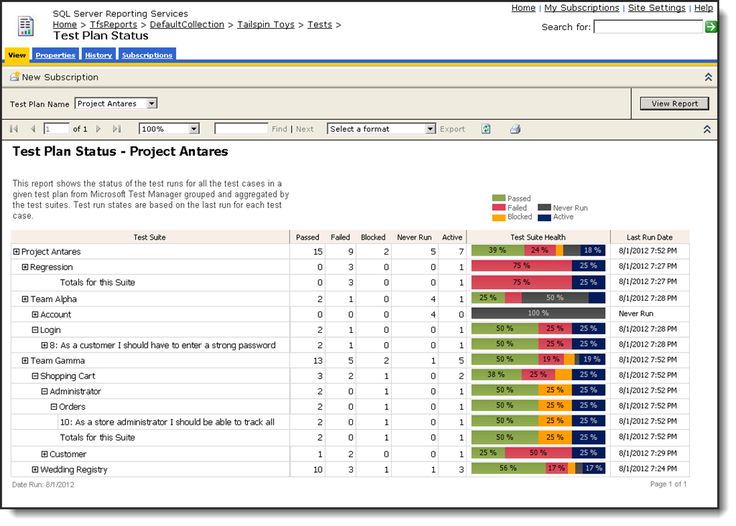 SQL Server Reporting Services
Home > TfsReports > DefaultCollection > Tailspin Toys > Tests >
Test Plan Status
Home | My Subscriptions | Site Settings | Help
Search for:
View Properties History Subscriptions
New Subscription
Test Plan Name Project Antares View Report
1 of 1 100% Find | Next Select a format Export
Test Plan Status - Project Antares
This report shows the status of the test runs for all the test cases in a
given test plan from Microsoft Test Manager grouped and aggregated by
the test suites. Test run states are based on the last run for each test
case.
Passed
Failed Never Run
Blocked Active
Test Suite Passed Failed Blocked Never Run Active Test Suite Health Last Run Date
Project Antares 15 9 2 5 7 39 % 24 % 18 % 8/1/2012 7:52 PM
Regression 0 3 0 0 1 75 % 25 % 8/1/2012 7:27 PM
Totals for this Suite 0 3 0 0 1 75 % 25 % 8/1/2012 7:27 PM
Team Alpha 2 1 0 4 1 25 % 50 % 8/1/2012 7:28 PM
Account 0 0 0 4 0 100 % Never Run
Login 2 1 0 0 1 50 % 25 % 25 % 8/1/2012 7:28 PM
8: As a customer I should have to enter a strong password 2 1 0 0 1 50 % 25 % 25 % 8/1/2012 7:28 PM
Team Gamma 13 5 2 1 5 50 % 19 % 19 % 8/1/2012 7:52 PM
Shopping Cart 3 2 1 0 2 38 % 25 % 25 % 8/1/2012 7:52 PM
Administrator 2 0 1 0 1 50 % 25 % 25 % 8/1/2012 7:52 PM
Orders 2 0 1 0 1 50 % 25 % 25 % 8/1/2012 7:52 PM
10: As a store administrator I should be able to track all 2 0 1 0 1 50 % 25 % 25 % 8/1/2012 7:52 PM
Totals for this Suite 2 0 1 0 1 50 % 25 % 25 % 8/1/2012 7:52 PM
Customer 1 2 0 0 1 25 % 50 % 25 % 8/1/2012 7:29 PM
Wedding Registry 10 3 1 1 3 56 % 17 % 17 % 8/1/2012 7:24 PM
Date Run: 8/1/2012 Page 1 of 1